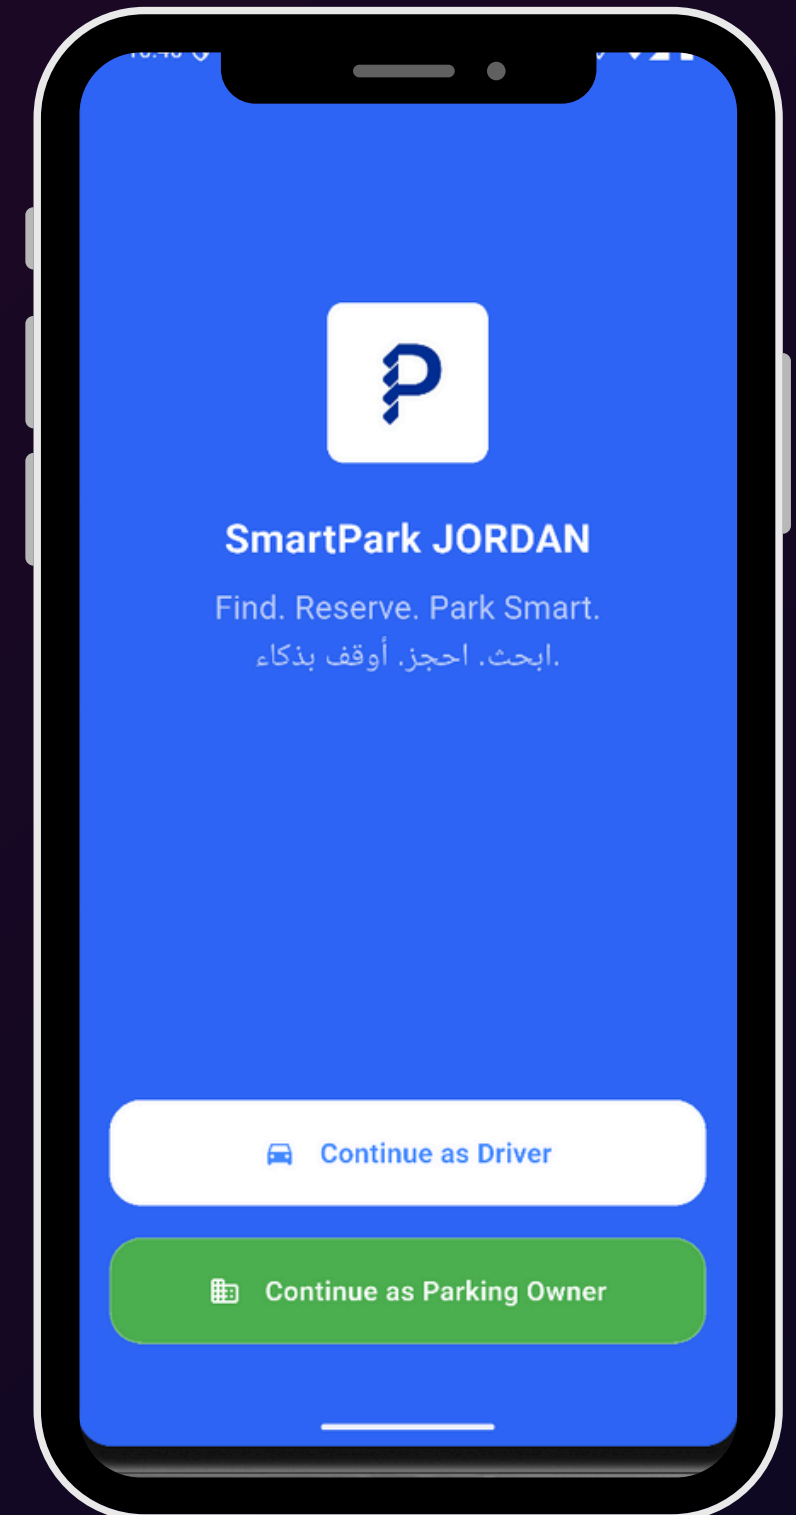 P
SmartPark JORDAN
Find. Reserve. Park Smart.
ابحث. احجز. أوقف بذكاء.
Continue as Driver
Continue as Parking Owner